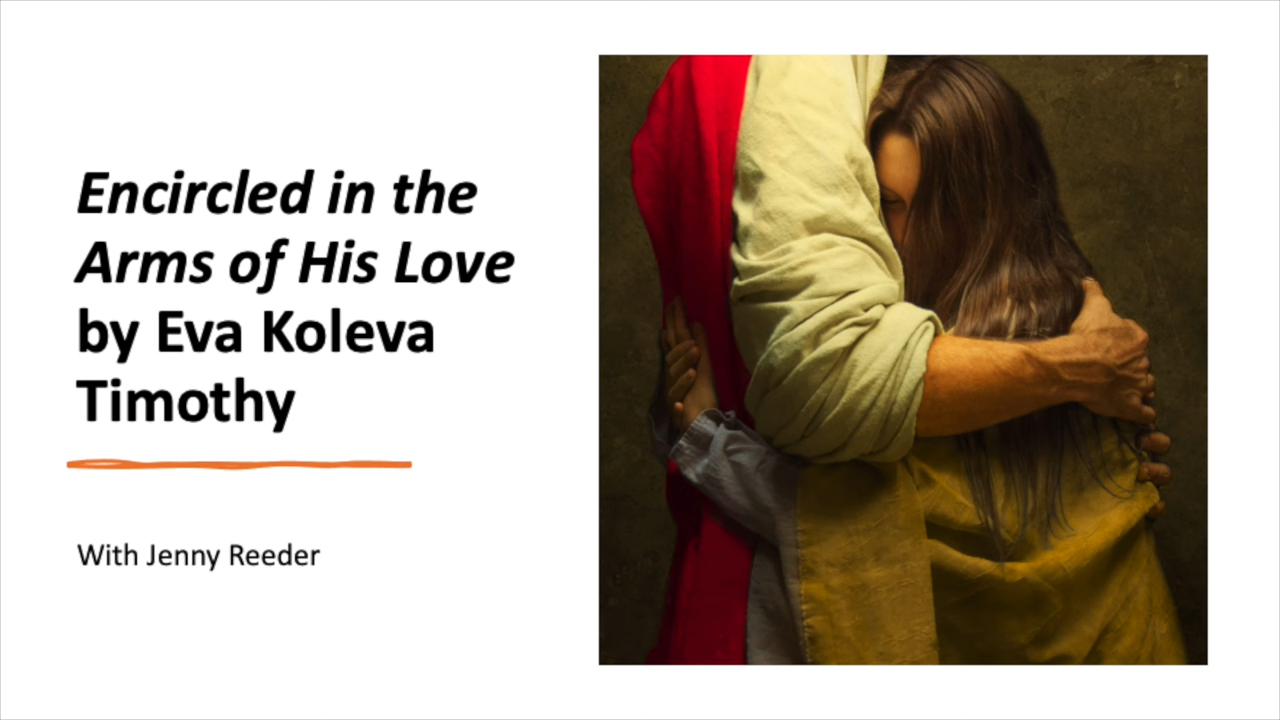 Encircled in the
Arms of His Love
by Eva Koleva
Timothy
With Jenny Reeder